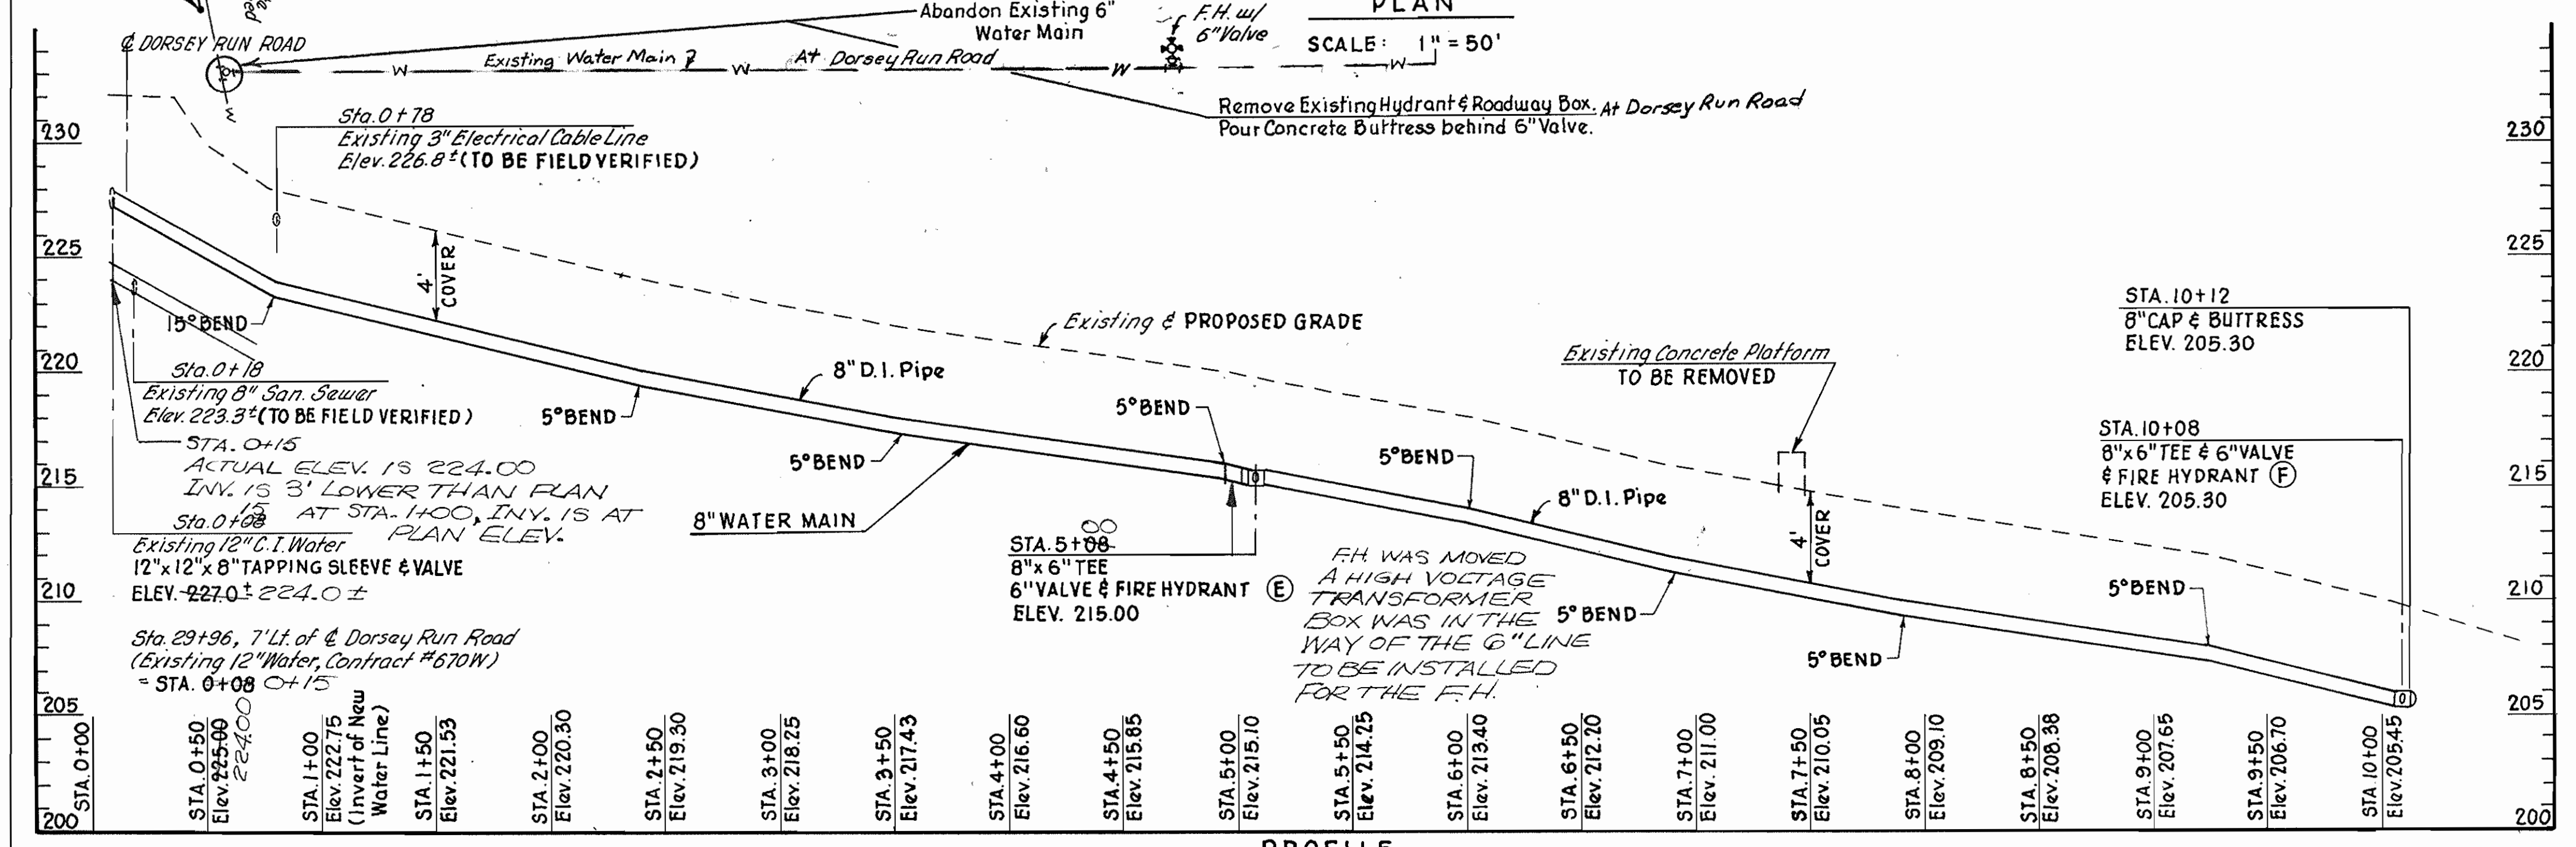 Abandon Existing 6"
Water Main
F.H. w/
6" Valve
PLAN
SCALE: 1" = 50'
℄ DORSEY RUN ROAD
Existing Water Main
W
At Dorsey Run Road
W
W
W
W
Remove Existing Hydrant & Roadway Box. At Dorsey Run Road
Pour Concrete Buttress behind 6" Valve.
Sta. 0+78
Existing 3" Electrical Cable Line
Elev. 226.8± (TO BE FIELD VERIFIED)
230
225
220
215
210
205
200
230
225
220
215
210
205
200
4' COVER
15° BEND
Existing & PROPOSED GRADE
8" D.I. Pipe
Sta. 0+18
Existing 8" San. Sewer
Elev. 223.3± (TO BE FIELD VERIFIED)
STA. 0+15
ACTUAL ELEV. IS 224.00
INV. IS 3' LOWER THAN PLAN
AT STA. 1+00, INV. IS AT
PLAN ELEV.
15
Sta. 0+08
Existing 12" C.I. Water
12"x12"x8" TAPPING SLEEVE & VALVE
ELEV. 227.0± 224.0±
Sta. 29+96, 7' Lt. of ℄ Dorsey Run Road
(Existing 12" Water, Contract #670W)
= STA. 0+08 0+15
5° BEND
5° BEND
8" WATER MAIN
5° BEND
00
STA. 5+08
8"x 6" TEE
6" VALVE & FIRE HYDRANT E
ELEV. 215.00
F.H. WAS MOVED
A HIGH VOLTAGE
TRANSFORMER
BOX WAS IN THE
WAY OF THE 6" LINE
TO BE INSTALLED
FOR THE F.H.
5° BEND
8" D.I. Pipe
5° BEND
Existing Concrete Platform
TO BE REMOVED
4' COVER
5° BEND
5° BEND
STA. 10+12
8" CAP & BUTTRESS
ELEV. 205.30
STA. 10+08
8"x6" TEE & 6" VALVE
& FIRE HYDRANT F
ELEV. 205.30
STA. 0+00
STA. 0+50
Elev. 225.00
224.00
STA. 1+00
Elev. 222.75
(Invert of New
Water Line)
STA. 1+50
Elev. 221.53
STA. 2+00
Elev. 220.30
STA. 2+50
Elev. 219.30
STA. 3+00
Elev. 218.25
STA. 3+50
Elev. 217.43
STA. 4+00
Elev. 216.60
STA. 4+50
Elev. 215.85
STA. 5+00
Elev. 215.10
STA. 5+50
Elev. 214.25
STA. 6+00
Elev. 213.40
STA. 6+50
Elev. 212.20
STA. 7+00
Elev. 211.00
STA. 7+50
Elev. 210.05
STA. 8+00
Elev. 209.10
STA. 8+50
Elev. 208.38
STA. 9+00
Elev. 207.65
STA. 9+50
Elev. 206.70
STA. 10+00
Elev. 205.45
PROFILE